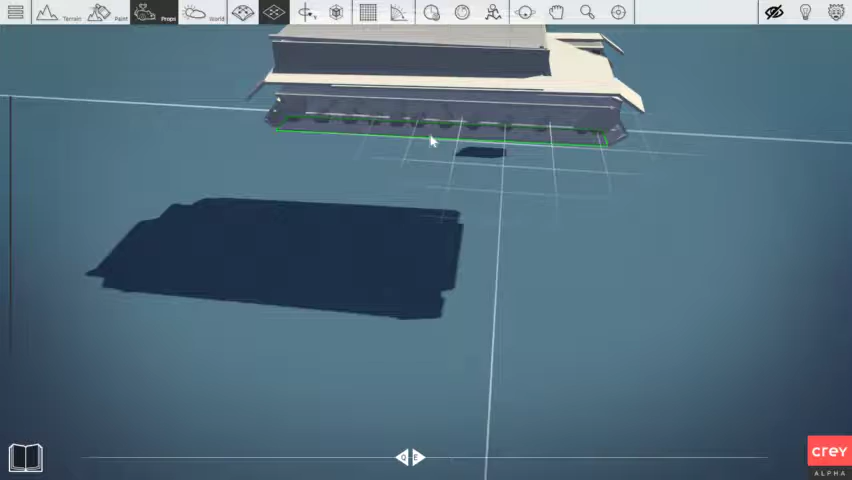 Terrain
Paint
Props
World
Q E
crey
ALPHA